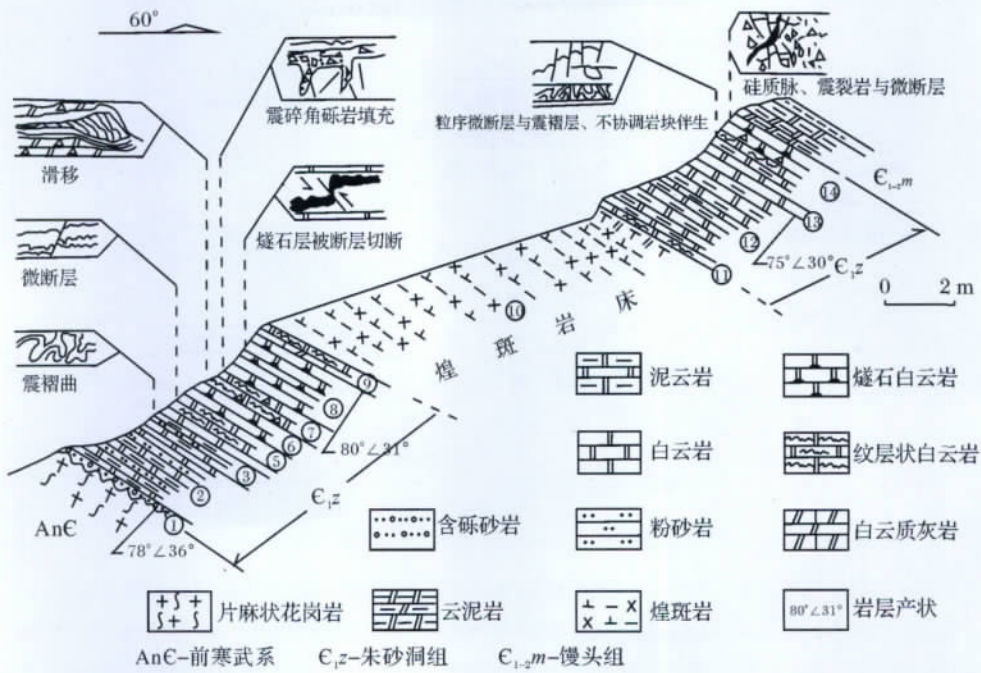 60°
震碎角砾岩填充
硅质脉、震裂岩与微断层
粒序微断层与震褶层、不协调岩块伴生
滑移
燧石层被断层切断
微断层
震褶曲
Є₁₋₂m
⑭
⑬
⑫
75°∠30°
Є₁z
⑪
0 2 m
⑩
煌斑岩床
⑨
⑧
⑦
⑥
⑤
③
②
①
80°∠31°
Є₁z
AnЄ
78°∠36°
泥云岩
燧石白云岩
白云岩
纹层状白云岩
含砾砂岩
粉砂岩
白云质灰岩
片麻状花岗岩
云泥岩
煌斑岩
80°∠31°
岩层产状
AnЄ-前寒武系 Є₁z-朱砂洞组 Є₁₋₂m-馒头组